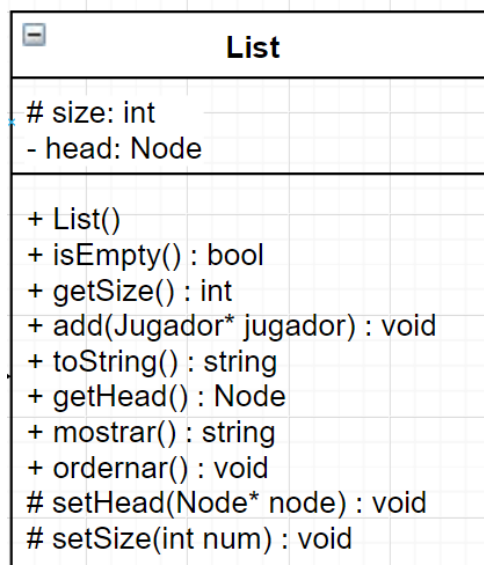 List
# size: int
- head: Node
+ List()
+ isEmpty() : bool
+ getSize() : int
+ add(Jugador* jugador) : void
+ toString() : string
+ getHead() : Node
+ mostrar() : string
+ ordernar() : void
# setHead(Node* node) : void
# setSize(int num) : void